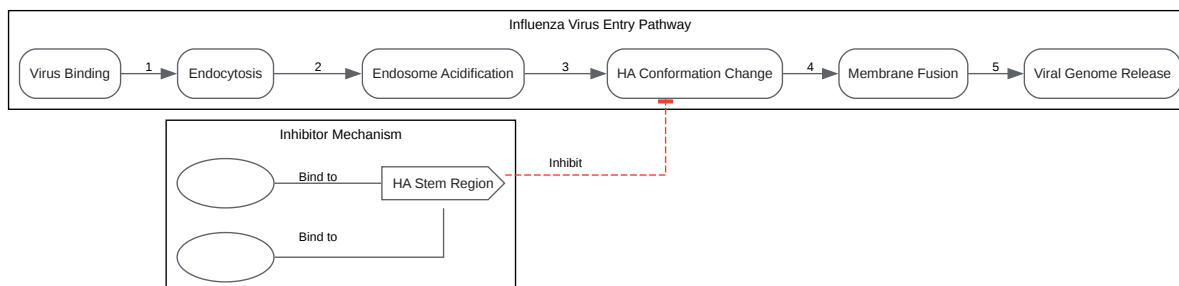 Influenza Virus Entry Pathway
Virus Binding
1
Endocytosis
2
Endosome Acidification
3
HA Conformation Change
4
Membrane Fusion
5
Viral Genome Release
Inhibitor Mechanism
Bind to
HA Stem Region
Inhibit
Bind to